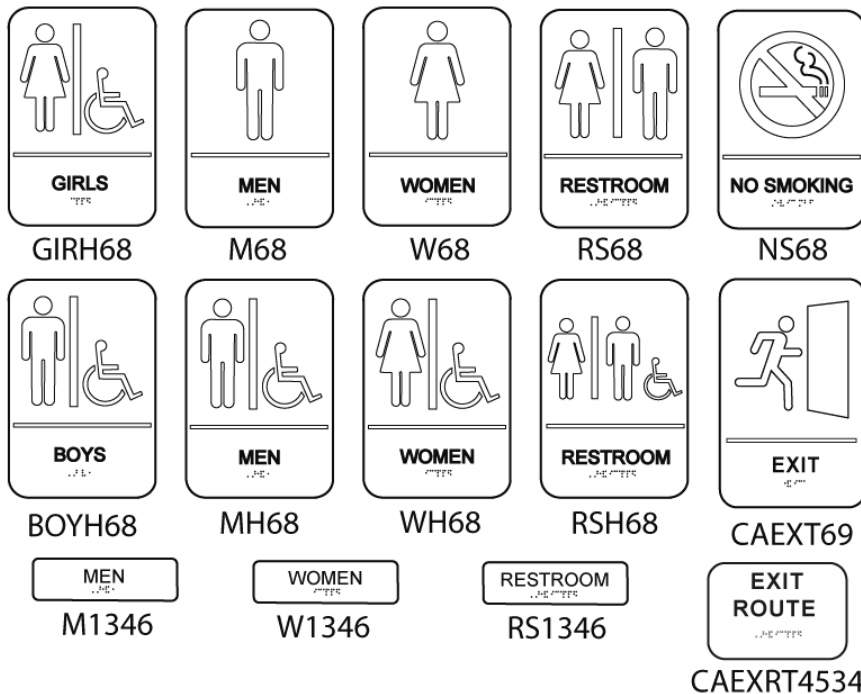 GIRLS
MEN
WOMEN
RESTROOM
NO SMOKING
GIRH68
M68
W68
RS68
NS68
BOYS
MEN
WOMEN
RESTROOM
EXIT
BOYH68
MH68
WH68
RSH68
CAEXT69
MEN
WOMEN
RESTROOM
EXIT
ROUTE
M1346
W1346
RS1346
CAEXRT4534